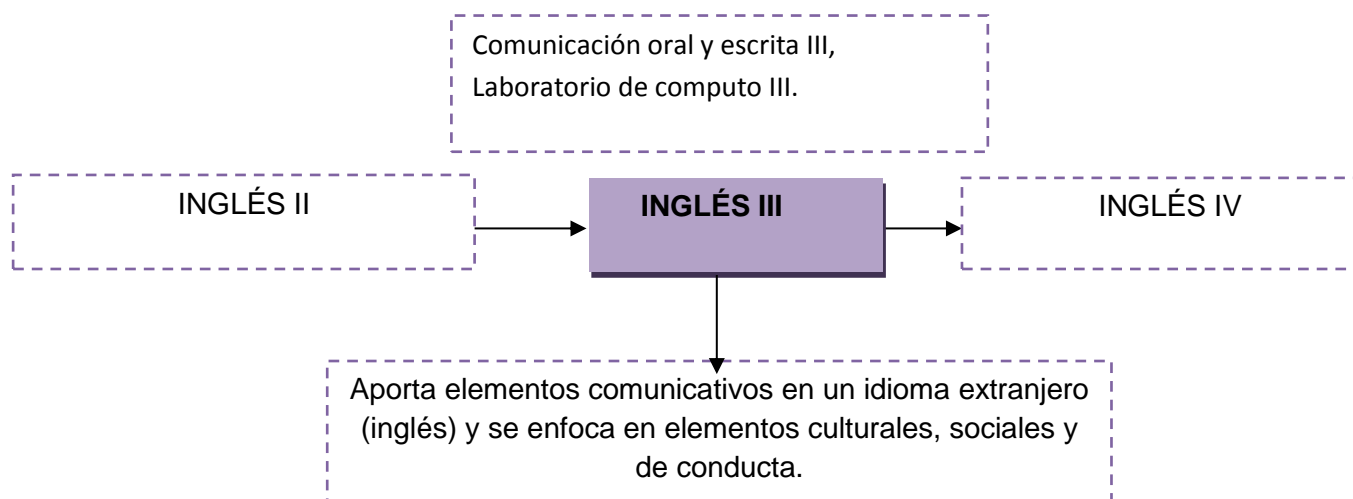 Comunicación oral y escrita III,
Laboratorio de computo III.
INGLÉS II
INGLÉS III
INGLÉS IV
Aporta elementos comunicativos en un idioma extranjero
(inglés) y se enfoca en elementos culturales, sociales y
de conducta.